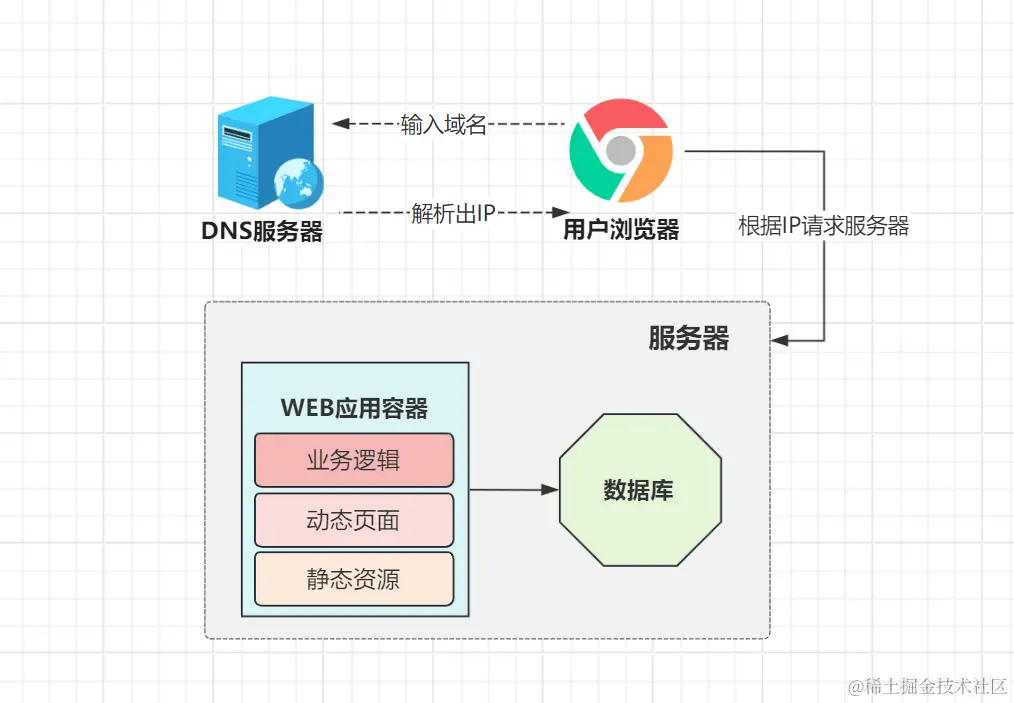 输入域名
解析出IP
DNS服务器
用户浏览器
根据IP请求服务器
服务器
WEB应用容器
业务逻辑
动态页面
静态资源
数据库
@稀土掘金技术社区